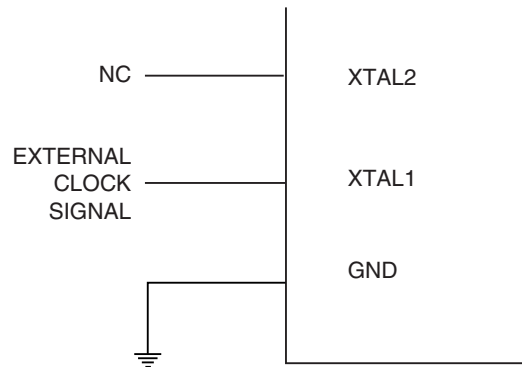 NC
XTAL2
EXTERNAL
CLOCK
SIGNAL
XTAL1
GND